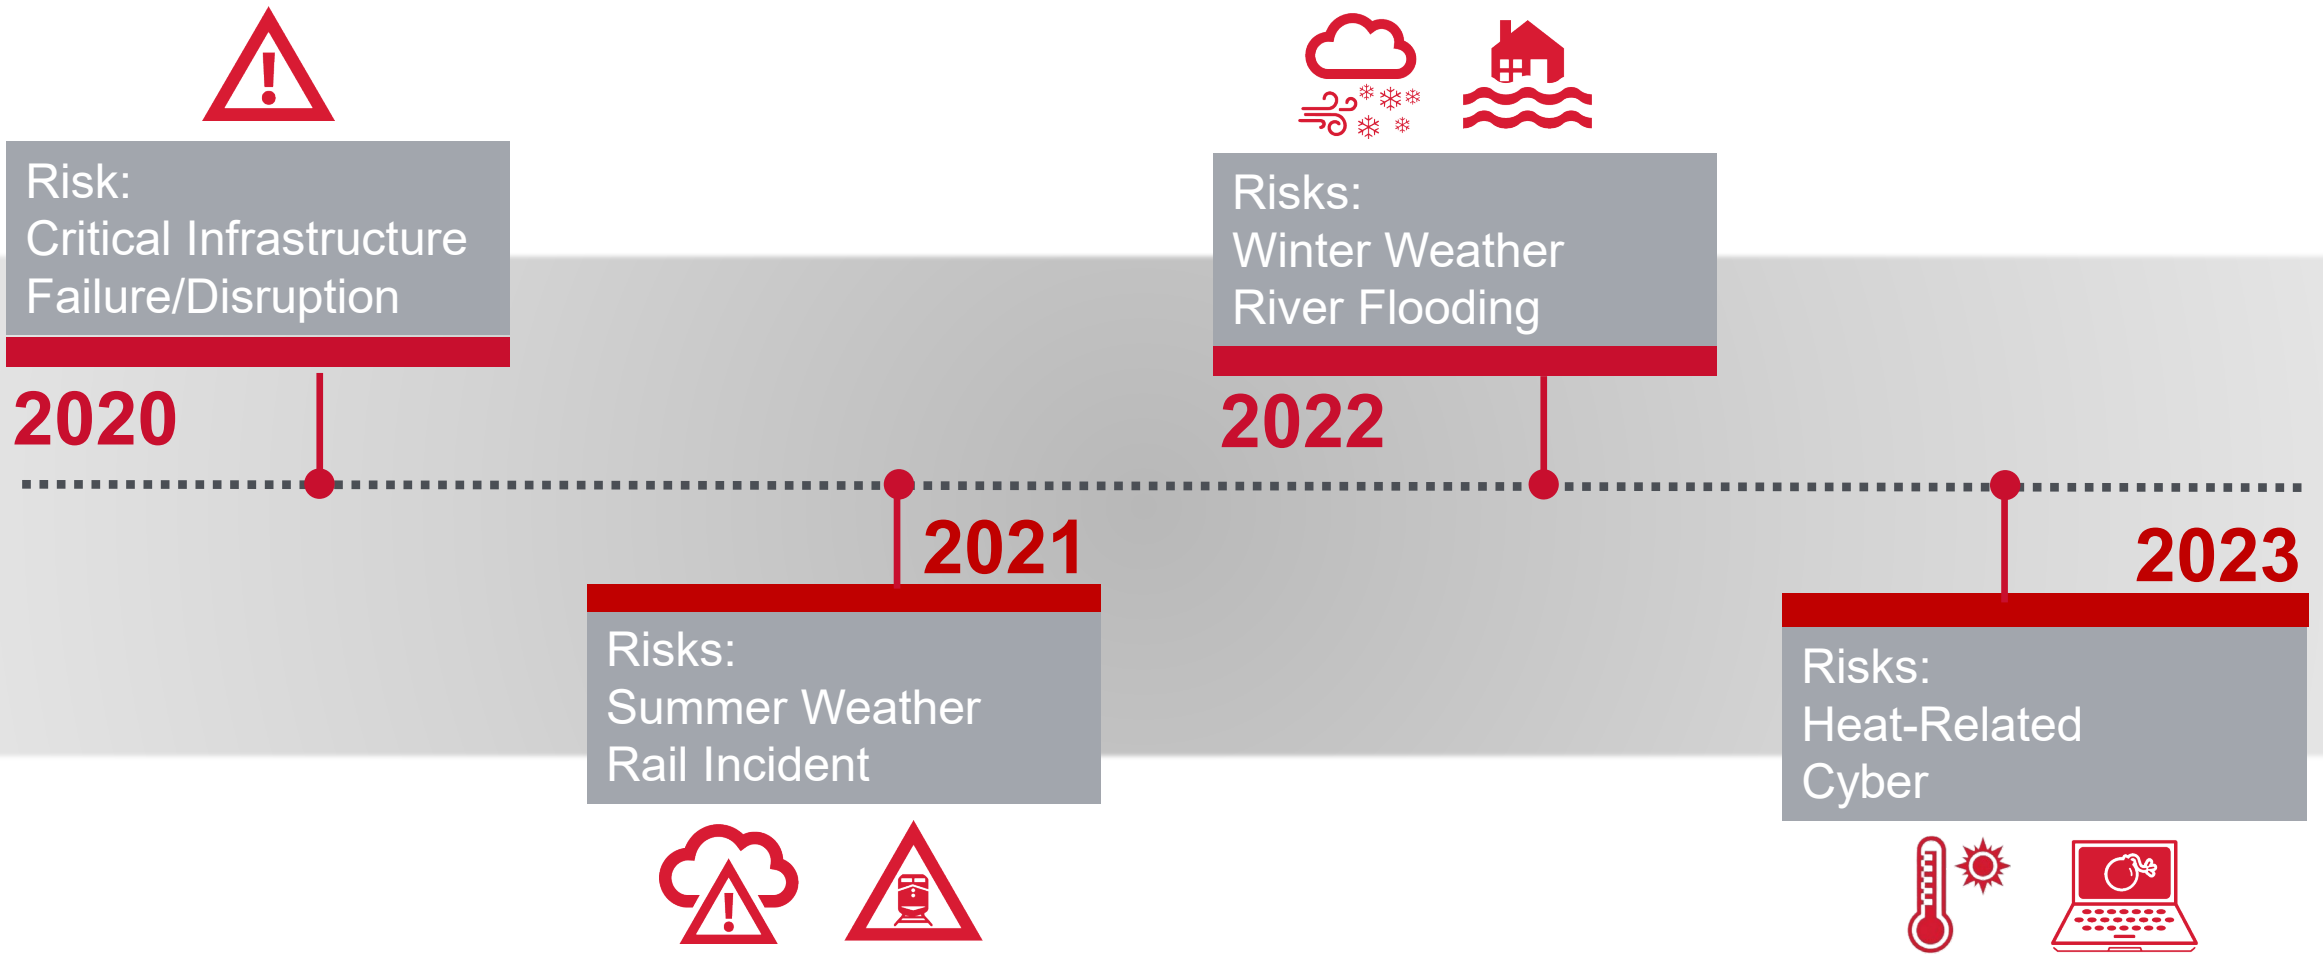 Risk:
Critical Infrastructure
Failure/Disruption
2020
2021
Risks:
Summer Weather
Rail Incident
Risks:
Winter Weather
River Flooding
2022
2023
Risks:
Heat-Related
Cyber